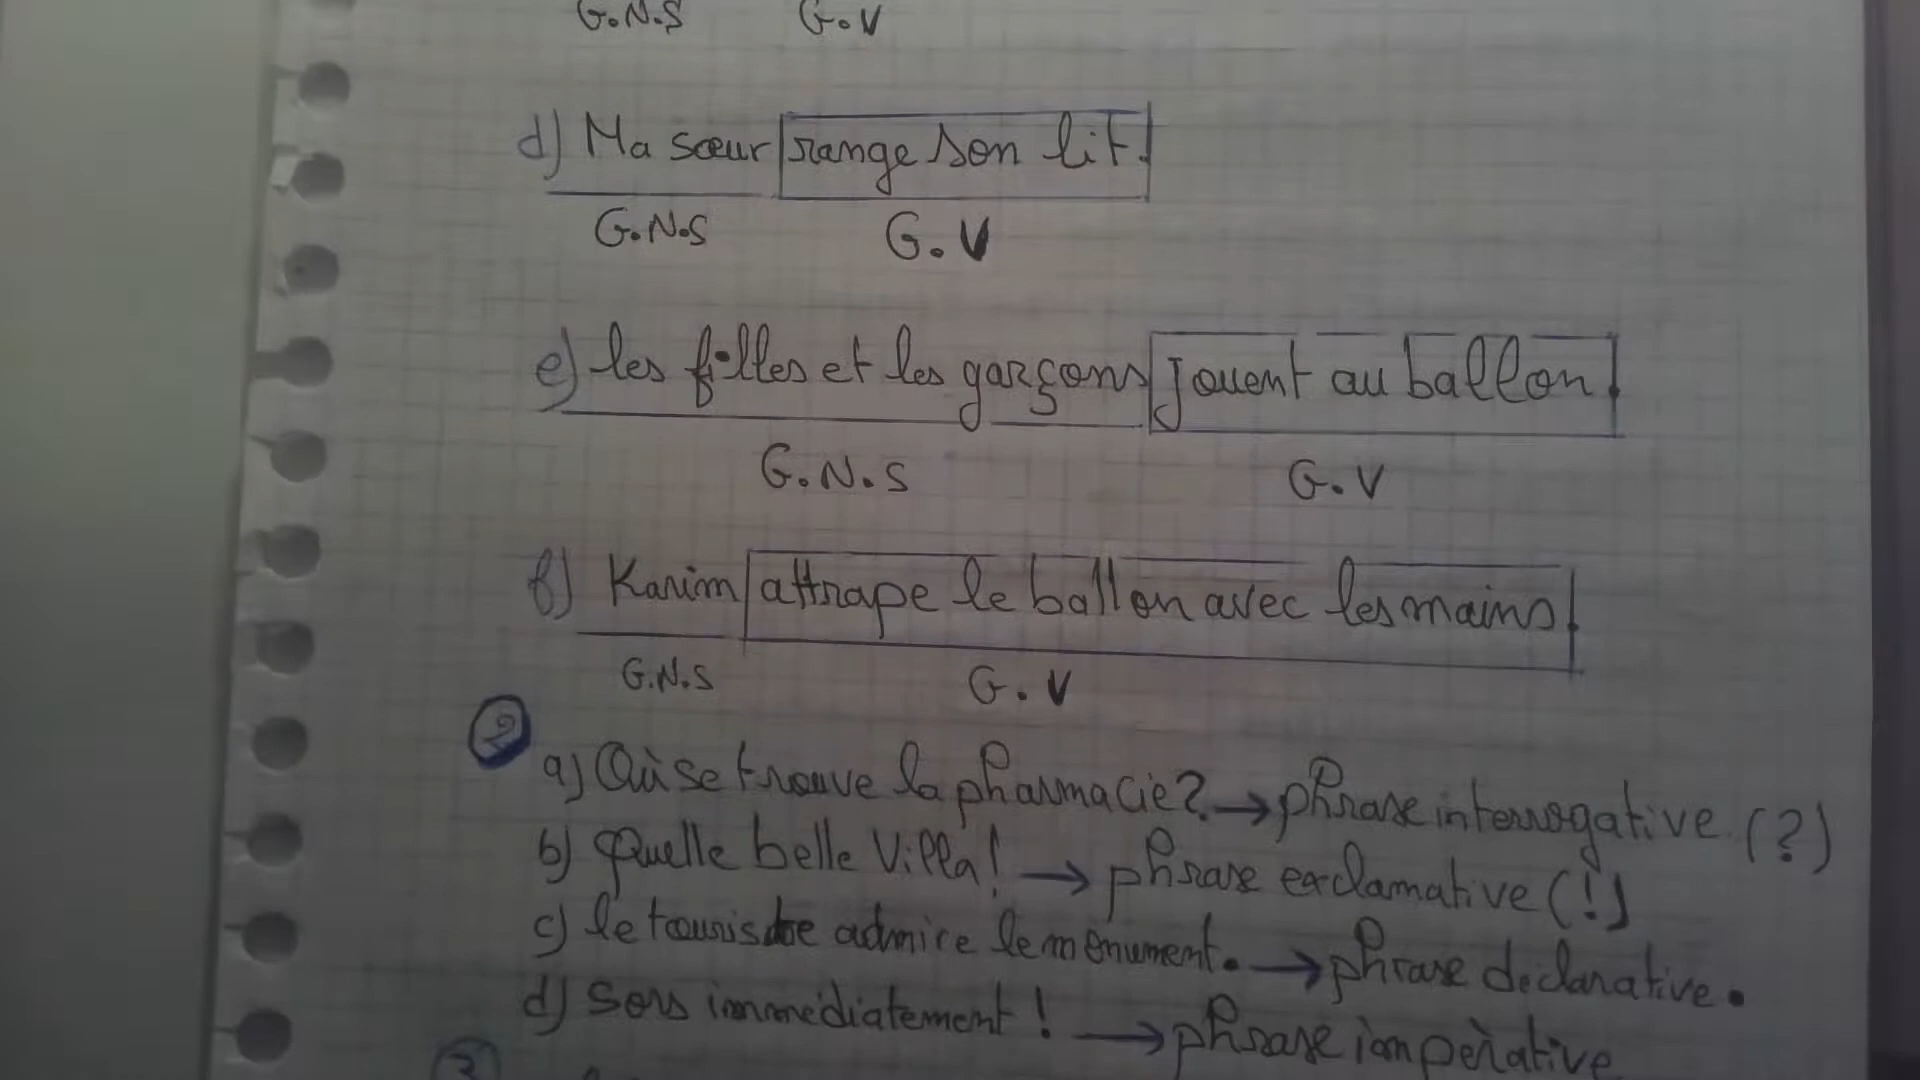 G.N.S G.V
d) Ma sœur range son lit.
G.N.S G.V
e) les filles et les garçons jouent au ballon.
G.N.S G.V
f) Karim attrape le ballon avec les mains.
G.N.S G.V
2
a) Où se trouve la pharmacie? → phrase interrogative (?)
b) Quelle belle villa! → phrase exclamative (!)
c) le touriste admire le monument. → phrase déclarative.
d) Sors immédiatement! → phrase impérative
3